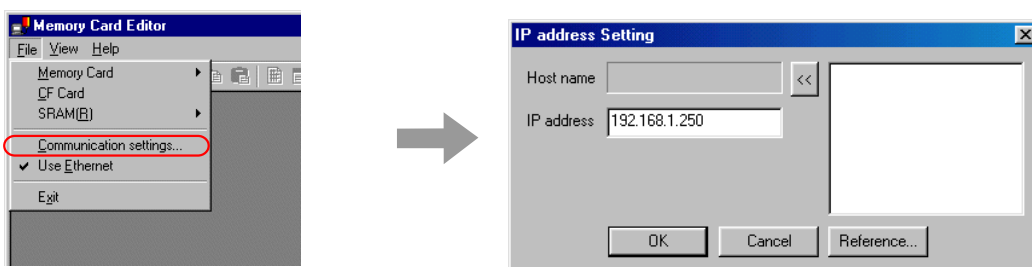 Memory Card Editor
File View Help
Memory Card
CF Card
SRAM(R)
Communication settings...
Use Ethernet
Exit
IP address Setting
Host name
<<
IP address 192.168.1.250
OK Cancel Reference...